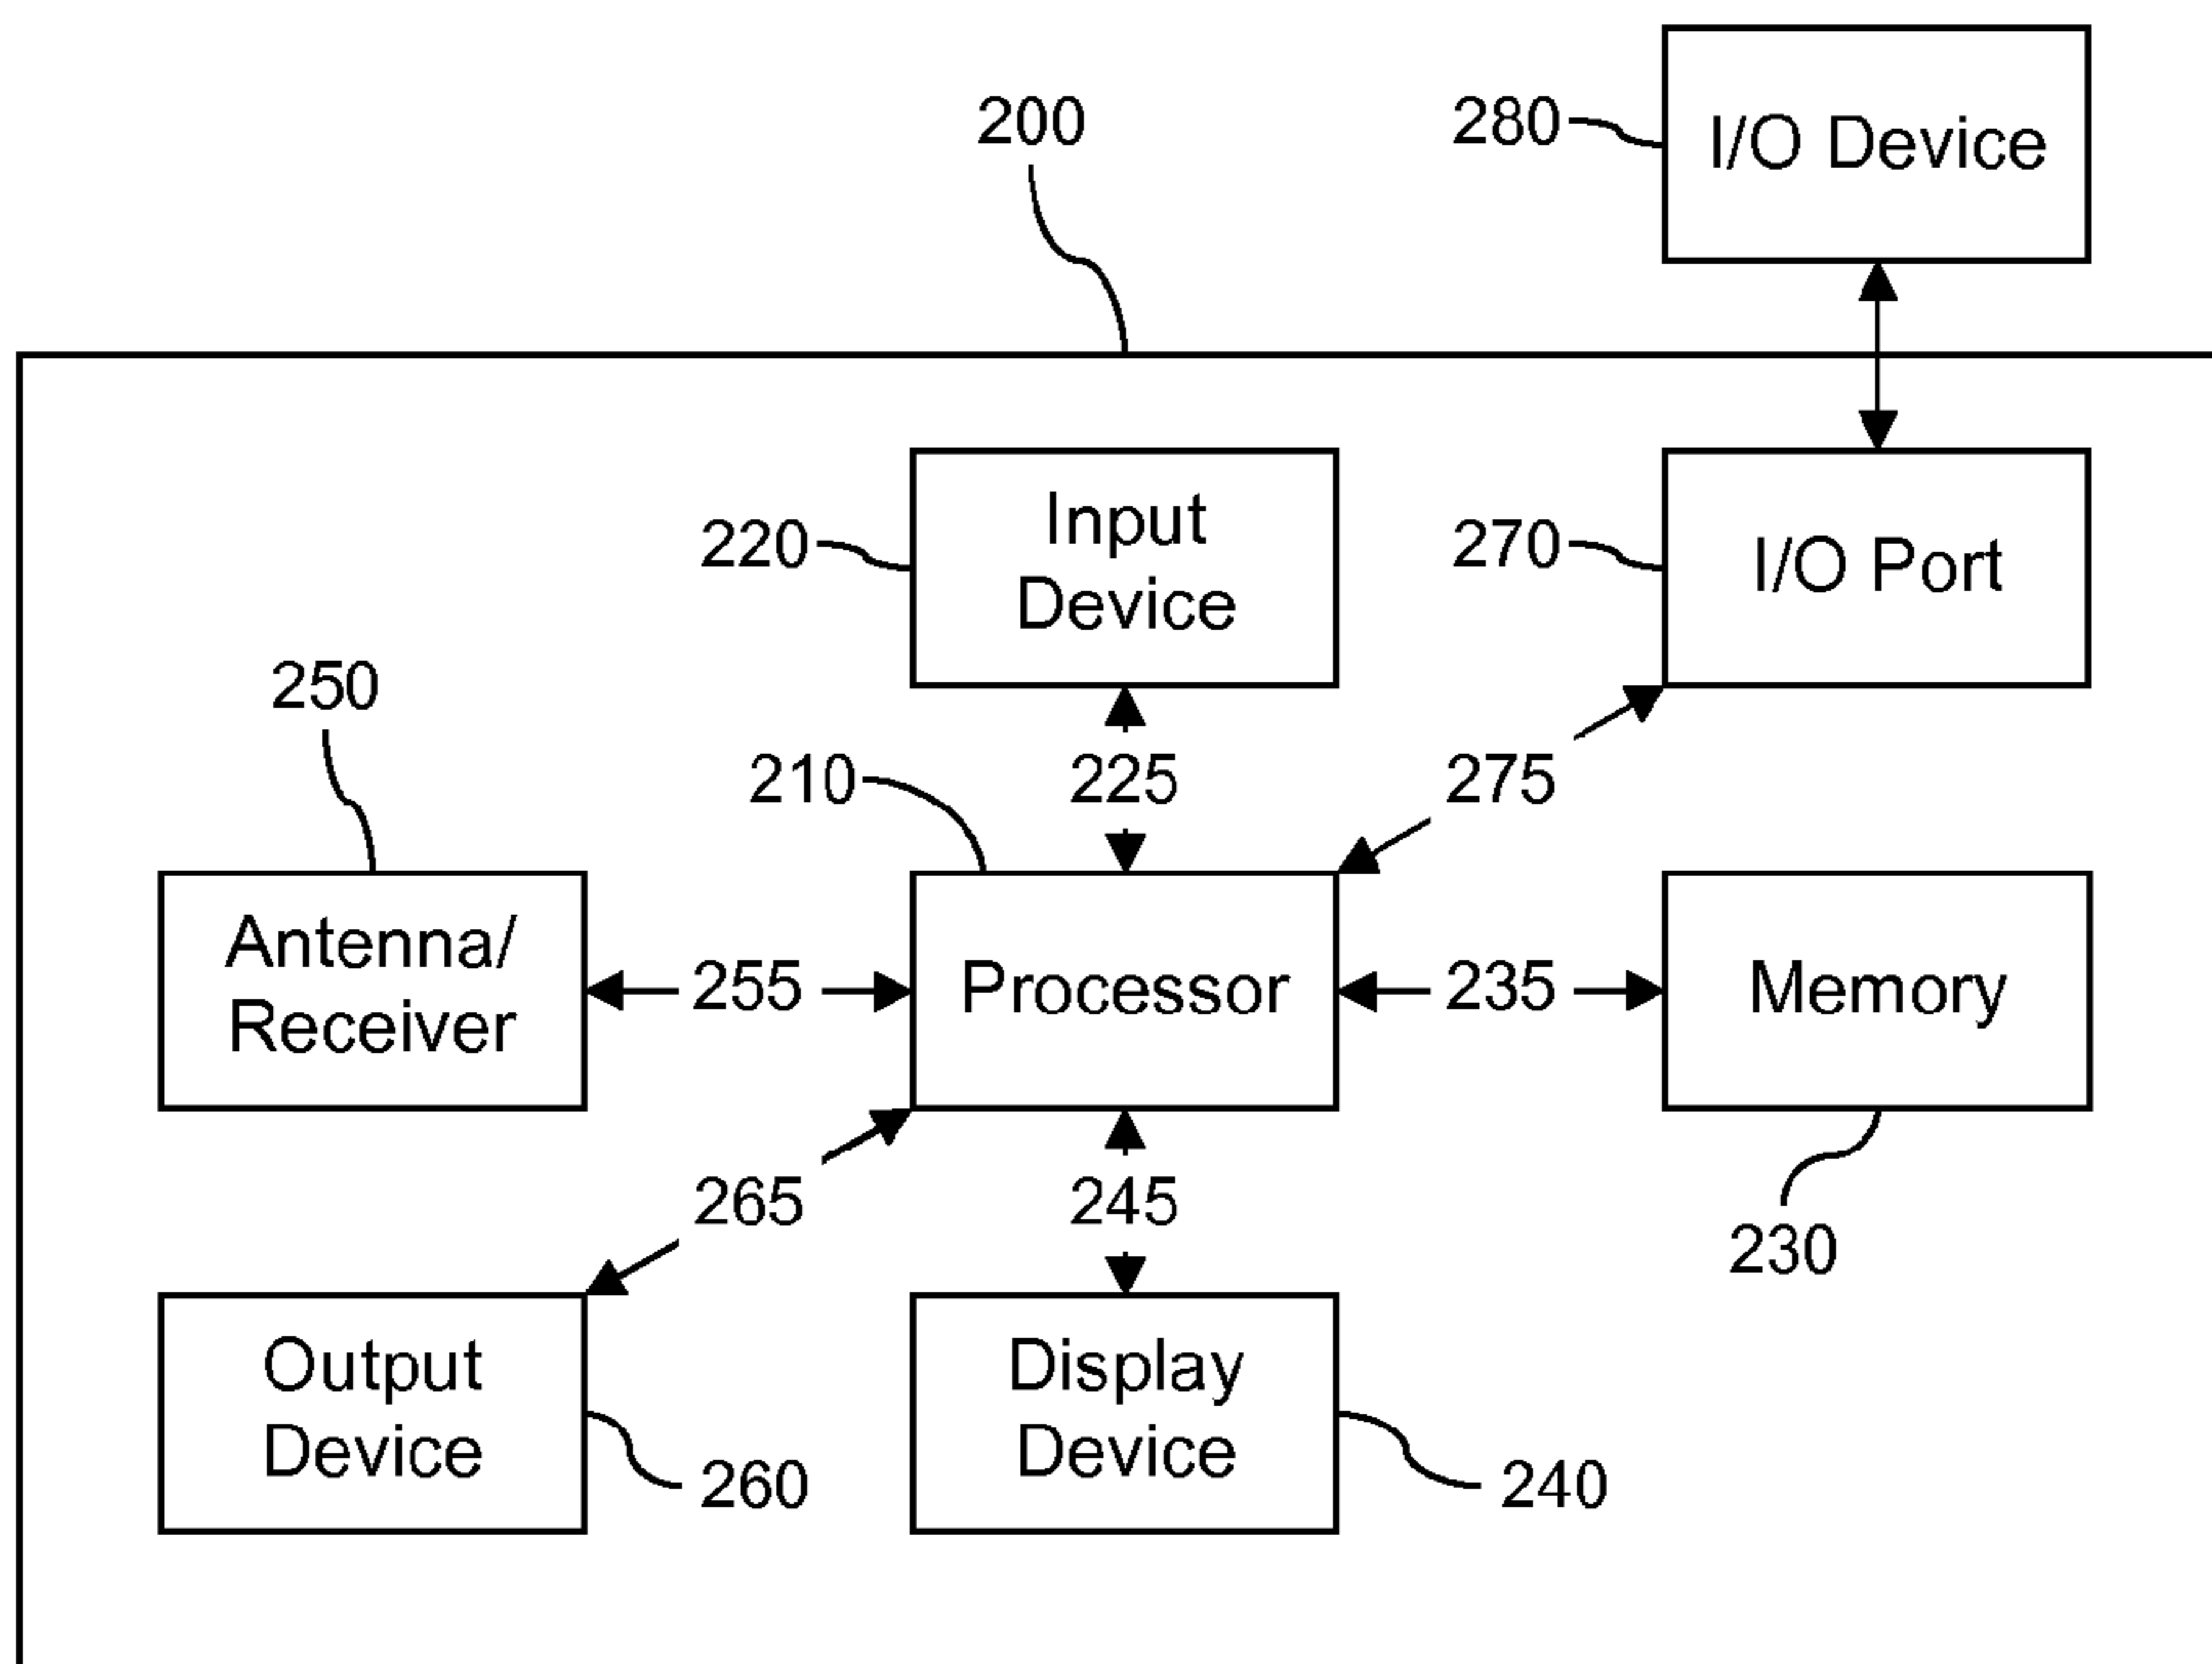 200
280
I/O Device
220
Input
Device
270
I/O Port
250
210
225
275
Antenna/
Receiver
255
Processor
235
Memory
265
245
230
Output
Device
260
Display
Device
240